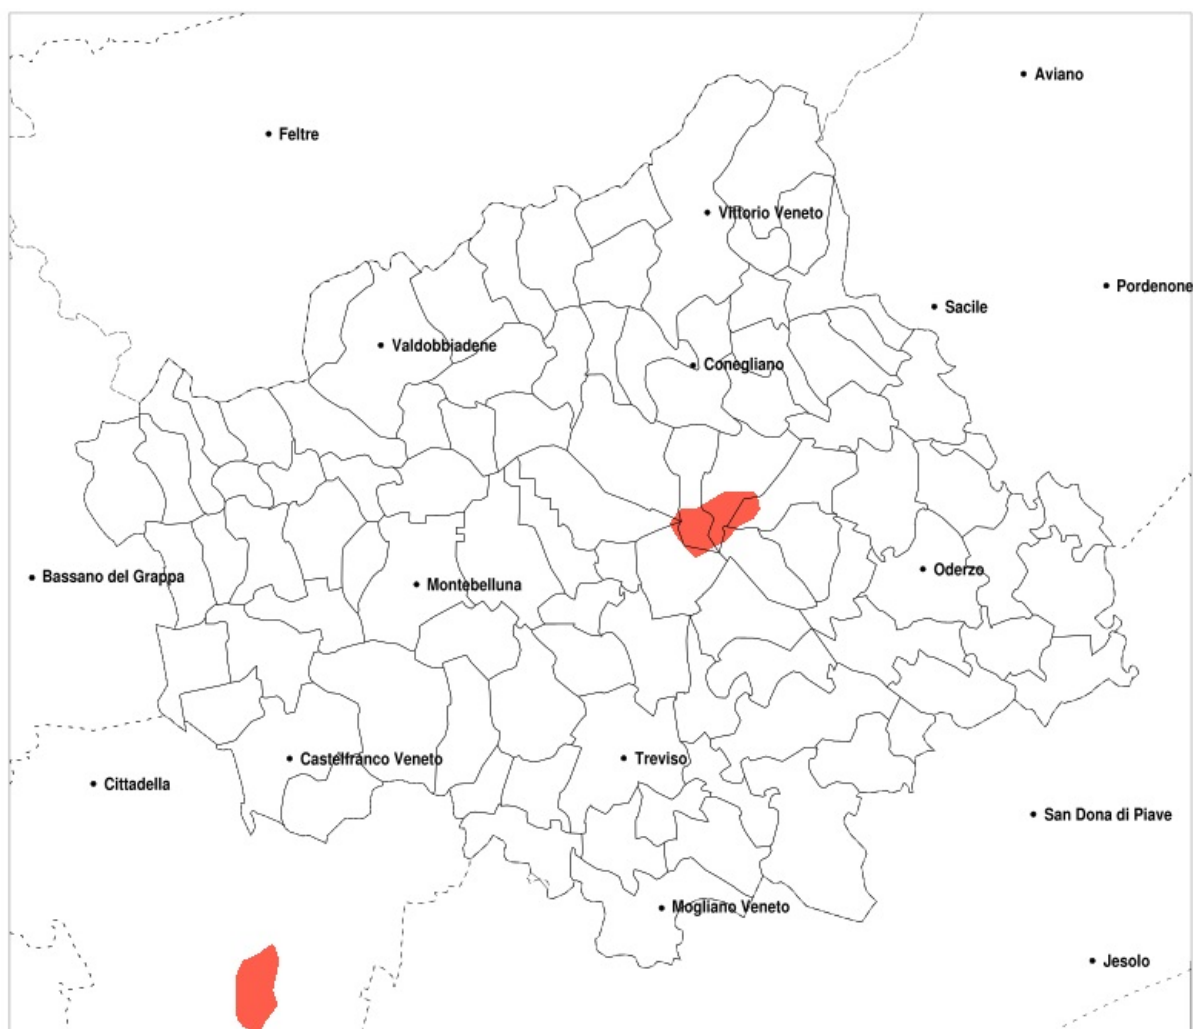 Aviano
Feltre
Vittorio Veneto
Pordenone
Sacile
Valdobbiadene
Conegliano
Oderzo
Bassano del Grappa
Montebelluna
Castelfranco Veneto
Treviso
Cittadella
San Dona di Piave
Mogliano Veneto
Jesolo